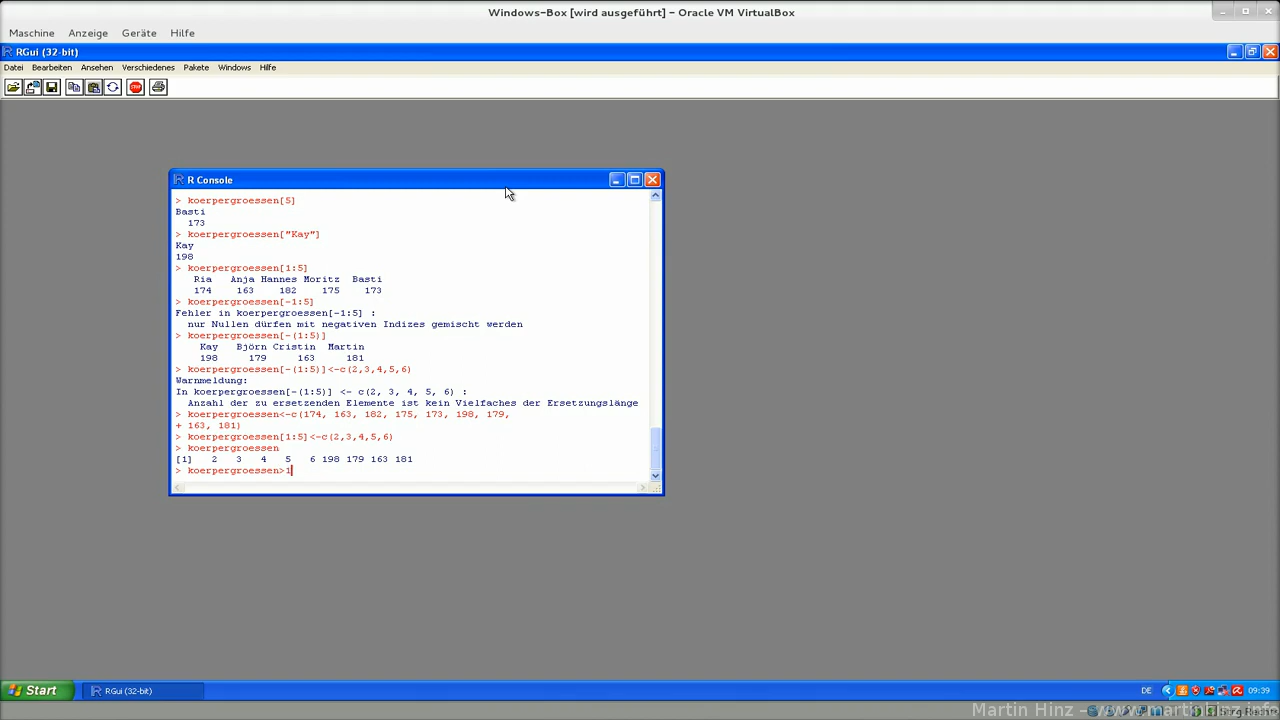 Windows-Box [wird ausgeführt] - Oracle VM VirtualBox
Maschine Anzeige Geräte Hilfe
RGui (32-bit)
Datei Bearbeiten Ansehen Verschiedenes Pakete Windows Hilfe
STOP
R Console
> koerpergroessen[5]
Basti
173
> koerpergroessen["Kay"]
Kay
198
> koerpergroessen[1:5]
Ria Anja Hannes Moritz Basti
174 163 182 175 173
> koerpergroessen[-1:5]
Fehler in koerpergroessen[-1:5] :
nur Nullen dürfen mit negativen Indizes gemischt werden
> koerpergroessen[-(1:5)]
Kay Björn Cristin Martin
198 179 163 181
> koerpergroessen[-(1:5)]<-c(2,3,4,5,6)
Warnmeldung:
In koerpergroessen[-(1:5)] <- c(2, 3, 4, 5, 6) :
Anzahl der zu ersetzenden Elemente ist kein Vielfaches der Ersetzungslänge
> koerpergroessen<-c(174, 163, 182, 175, 173, 198, 179,
+ 163, 181)
> koerpergroessen[1:5]<-c(2,3,4,5,6)
> koerpergroessen
[1] 2 3 4 5 6 198 179 163 181
> koerpergroessen>1
Start RGui (32-bit) DE 09:39
Martin Hinz - www.martinhinz.info